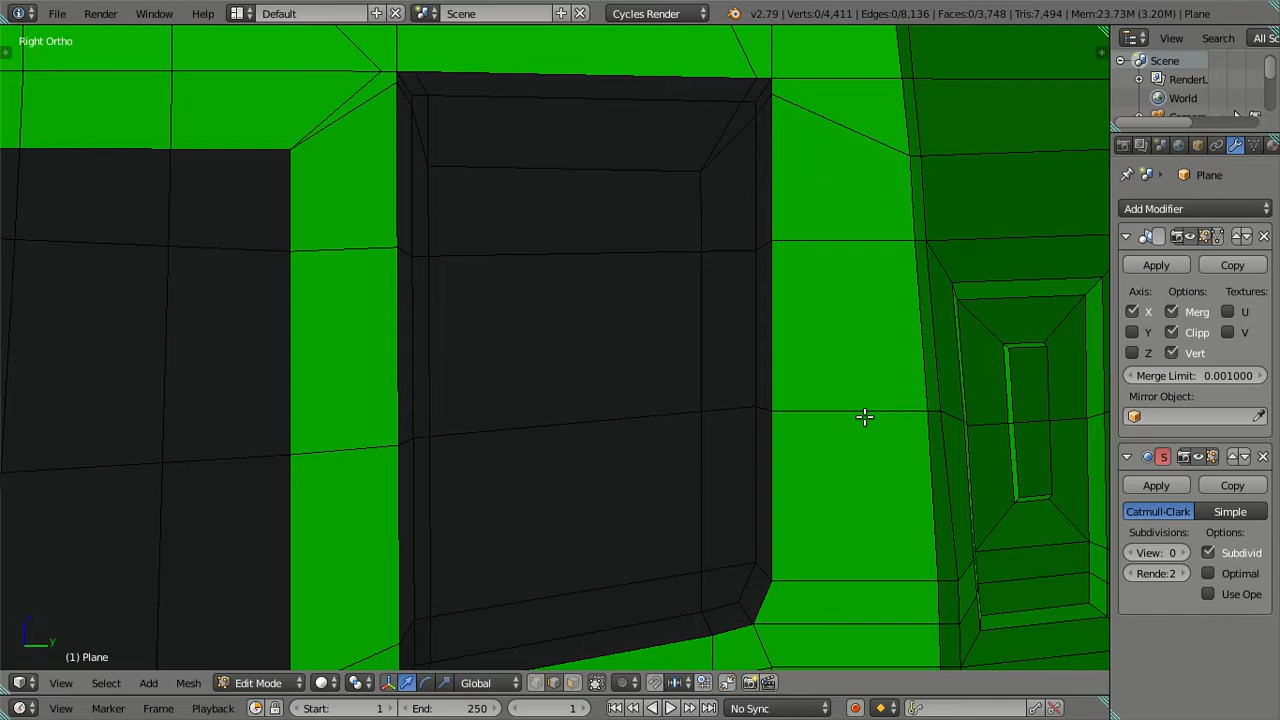 File Render Window Help Default Scene Cycles Render v2.79 | Verts:0/4,411 | Edges:0/8,136 | Faces:0/3,748 | Tris:7,494 | Mem:23.73M (3.20M) | Plane
Right Ortho
View Search All Sc
Scene
RenderL
World
Plane
Add Modifier
Apply Copy
Axis: Options: Textures:
X Merg U
Y Clipp V
Z Vert
Merge Limit: 0.001000
Mirror Object:
S
Apply Copy
Catmull-Clark Simple
Subdivisions: Options:
View: 0 Subdivid
Rende:2 Optimal
Use Ope
z
y
(1) Plane
View Select Add Mesh Edit Mode Global
View Marker Frame Playback Start: 1 End: 250 1 No Sync